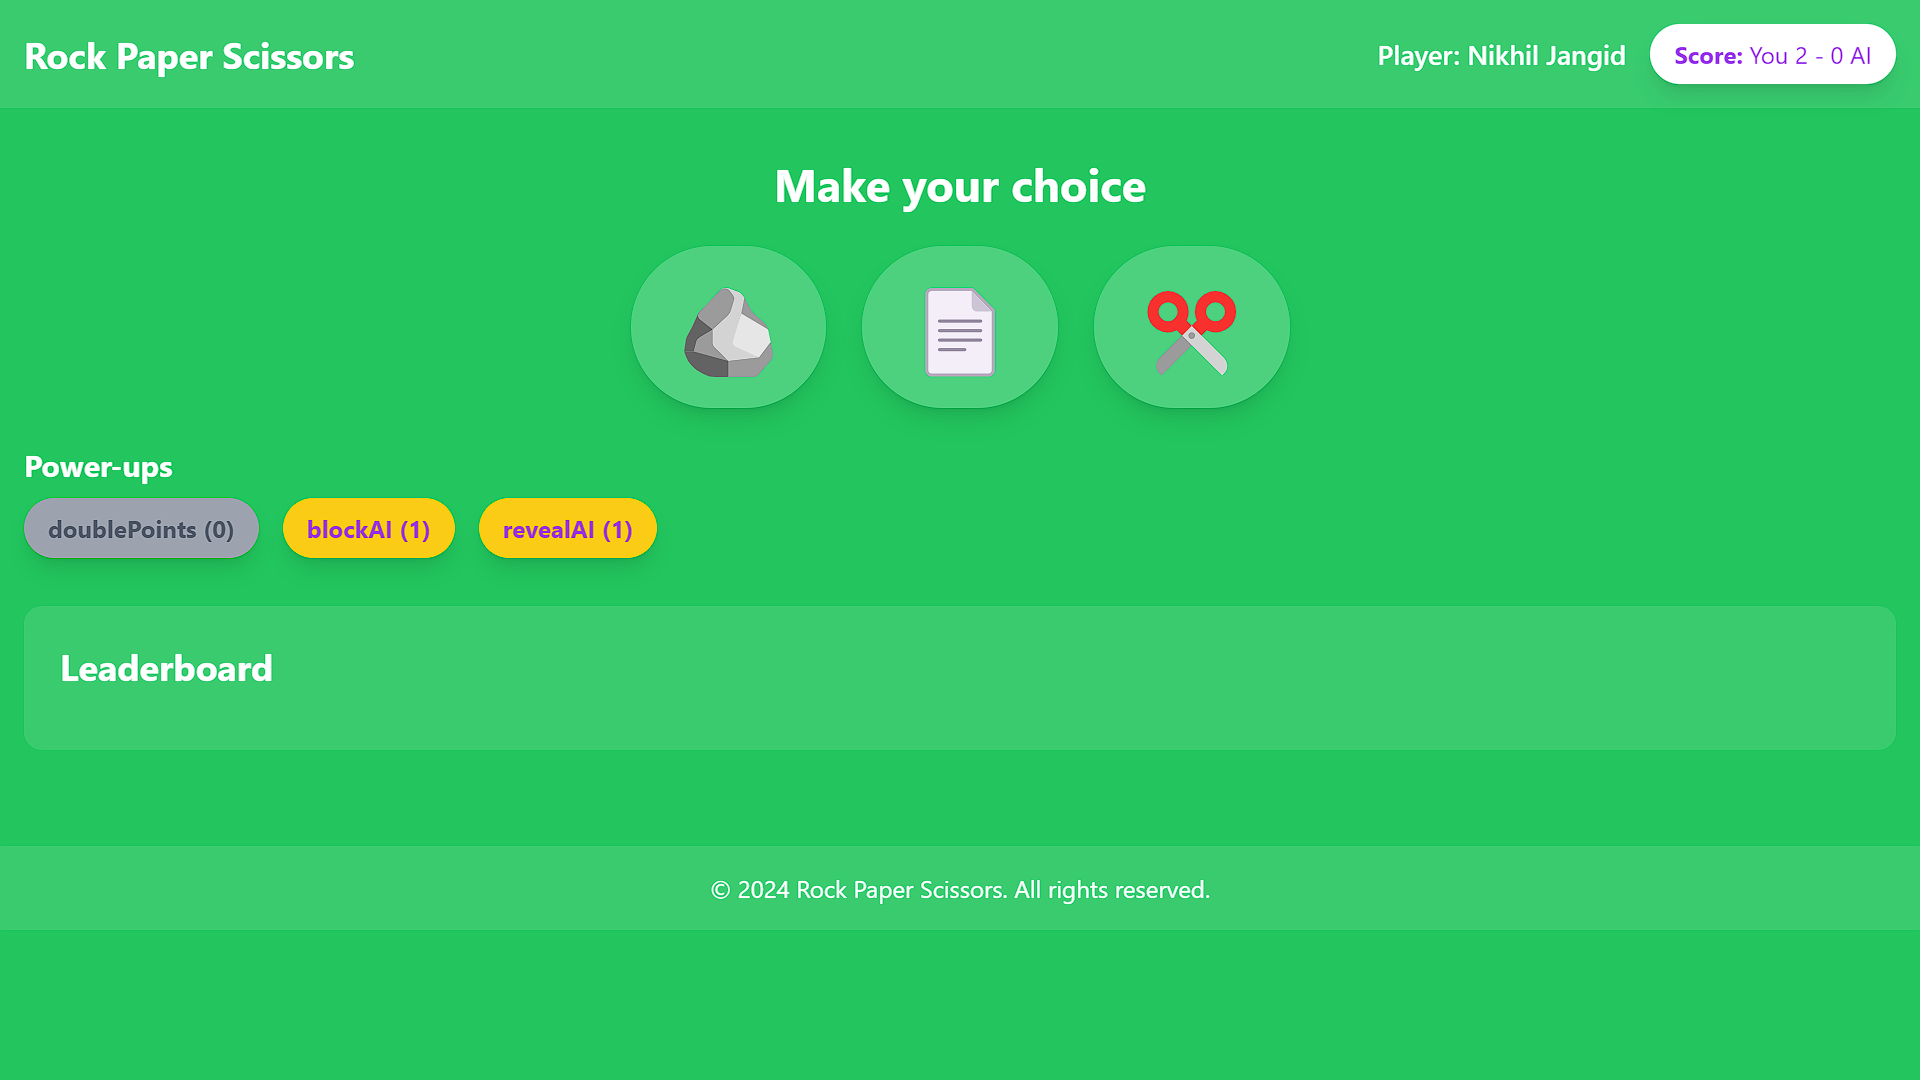 Rock Paper Scissors
Player: Nikhil Jangid
Score: You 2 - 0 AI
Make your choice
Power-ups
doublePoints (0)
blockAI (1)
revealAI (1)
Leaderboard
© 2024 Rock Paper Scissors. All rights reserved.